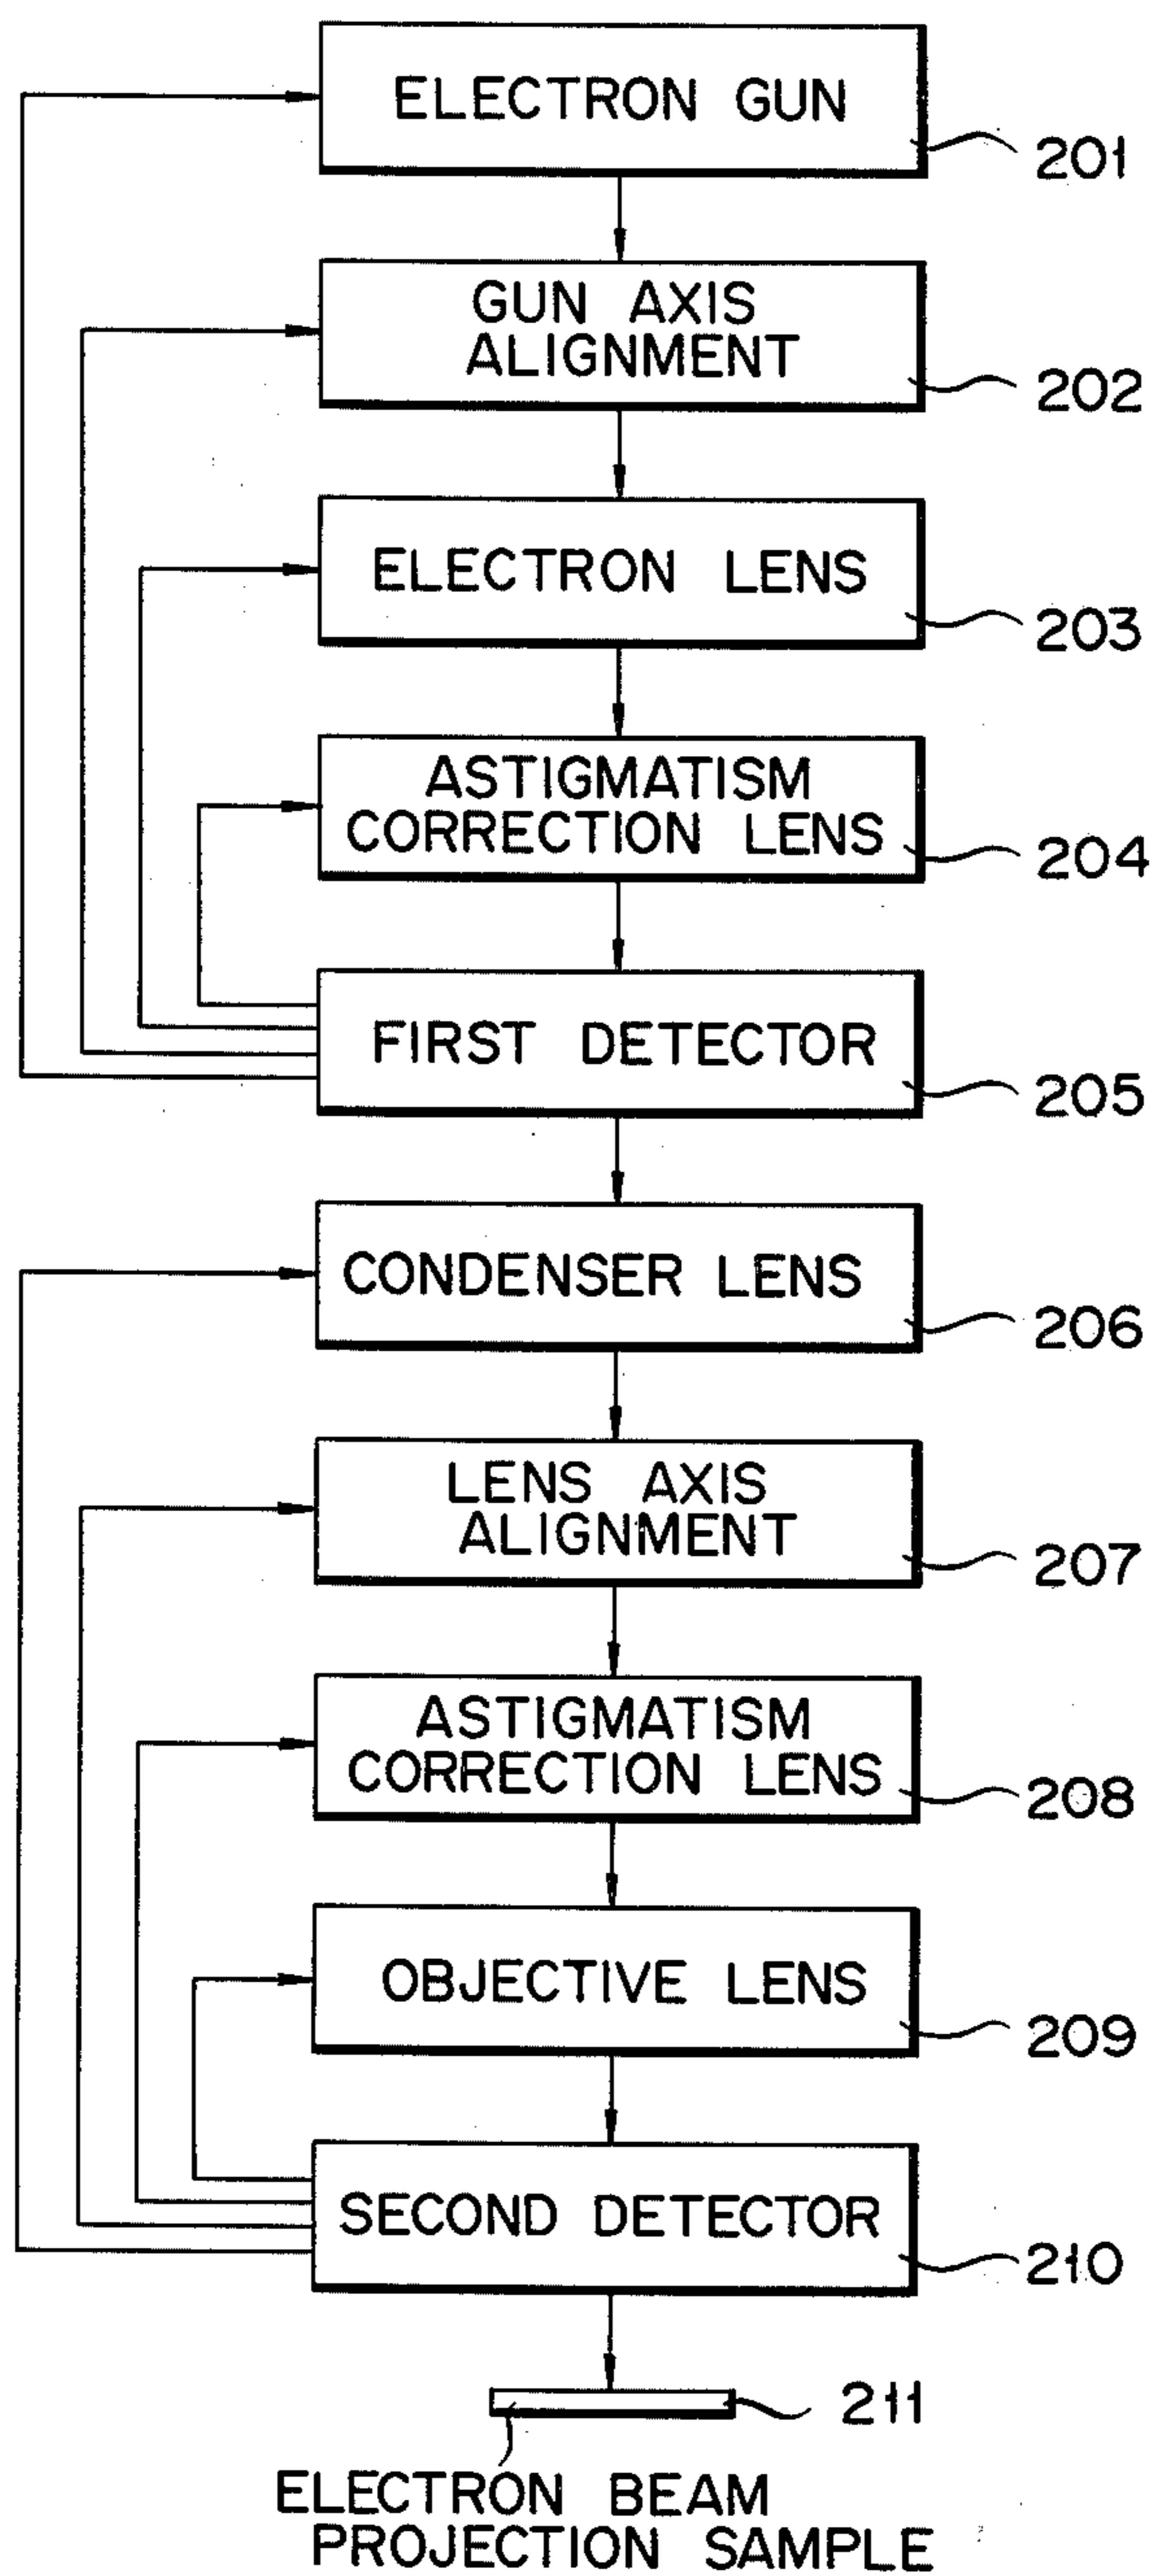 ELECTRON GUN
201
GUN AXIS
ALIGNMENT
202
ELECTRON LENS
203
ASTIGMATISM
CORRECTION LENS
204
FIRST DETECTOR
205
CONDENSER LENS
206
LENS AXIS
ALIGNMENT
207
ASTIGMATISM
CORRECTION LENS
208
OBJECTIVE LENS
209
SECOND DETECTOR
210
211
ELECTRON BEAM
PROJECTION SAMPLE